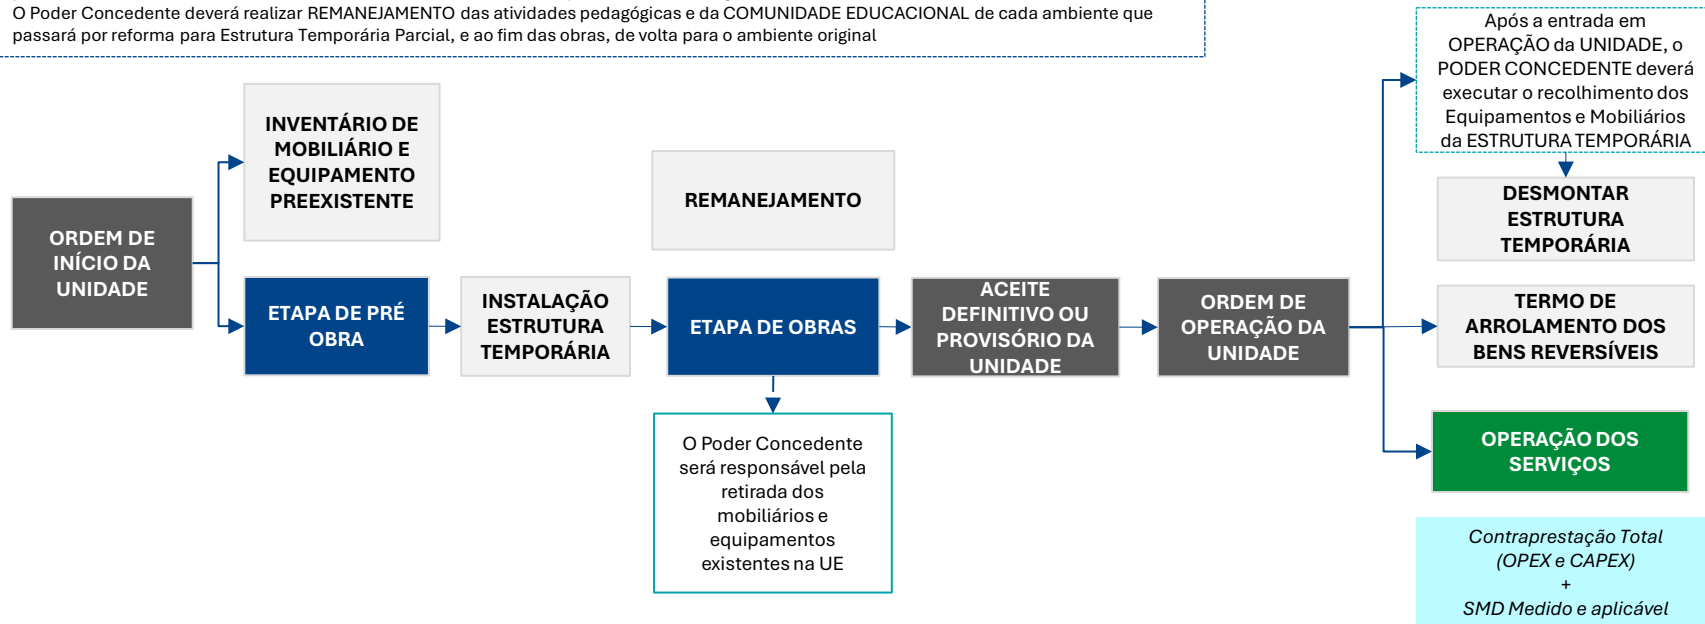 O Poder Concedente deverá realizar REMANEJAMENTO das atividades pedagógicas e da COMUNIDADE EDUCACIONAL de cada ambiente que
passará por reforma para Estrutura Temporária Parcial, e ao fim das obras, de volta para o ambiente original
ORDEM DE
INÍCIO DA
UNIDADE
INVENTÁRIO DE
MOBILIÁRIO E
EQUIPAMENTO
PREEXISTENTE
ETAPA DE PRÉ
OBRA
INSTALAÇÃO
ESTRUTURA
TEMPORÁRIA
REMANEJAMENTO
ETAPA DE OBRAS
O Poder Concedente
será responsável pela
retirada dos
mobiliários e
equipamentos
existentes na UE
ACEITE
DEFINITIVO OU
PROVISÓRIO DA
UNIDADE
ORDEM DE
OPERAÇÃO DA
UNIDADE
Após a entrada em
OPERAÇÃO da UNIDADE, o
PODER CONCEDENTE deverá
executar o recolhimento dos
Equipamentos e Mobiliários
da ESTRUTURA TEMPORÁRIA
DESMONTAR
ESTRUTURA
TEMPORÁRIA
TERMO DE
ARROLAMENTO DOS
BENS REVERSÍVEIS
OPERAÇÃO DOS
SERVIÇOS
Contraprestação Total
(OPEX e CAPEX)
+
SMD Medido e aplicável